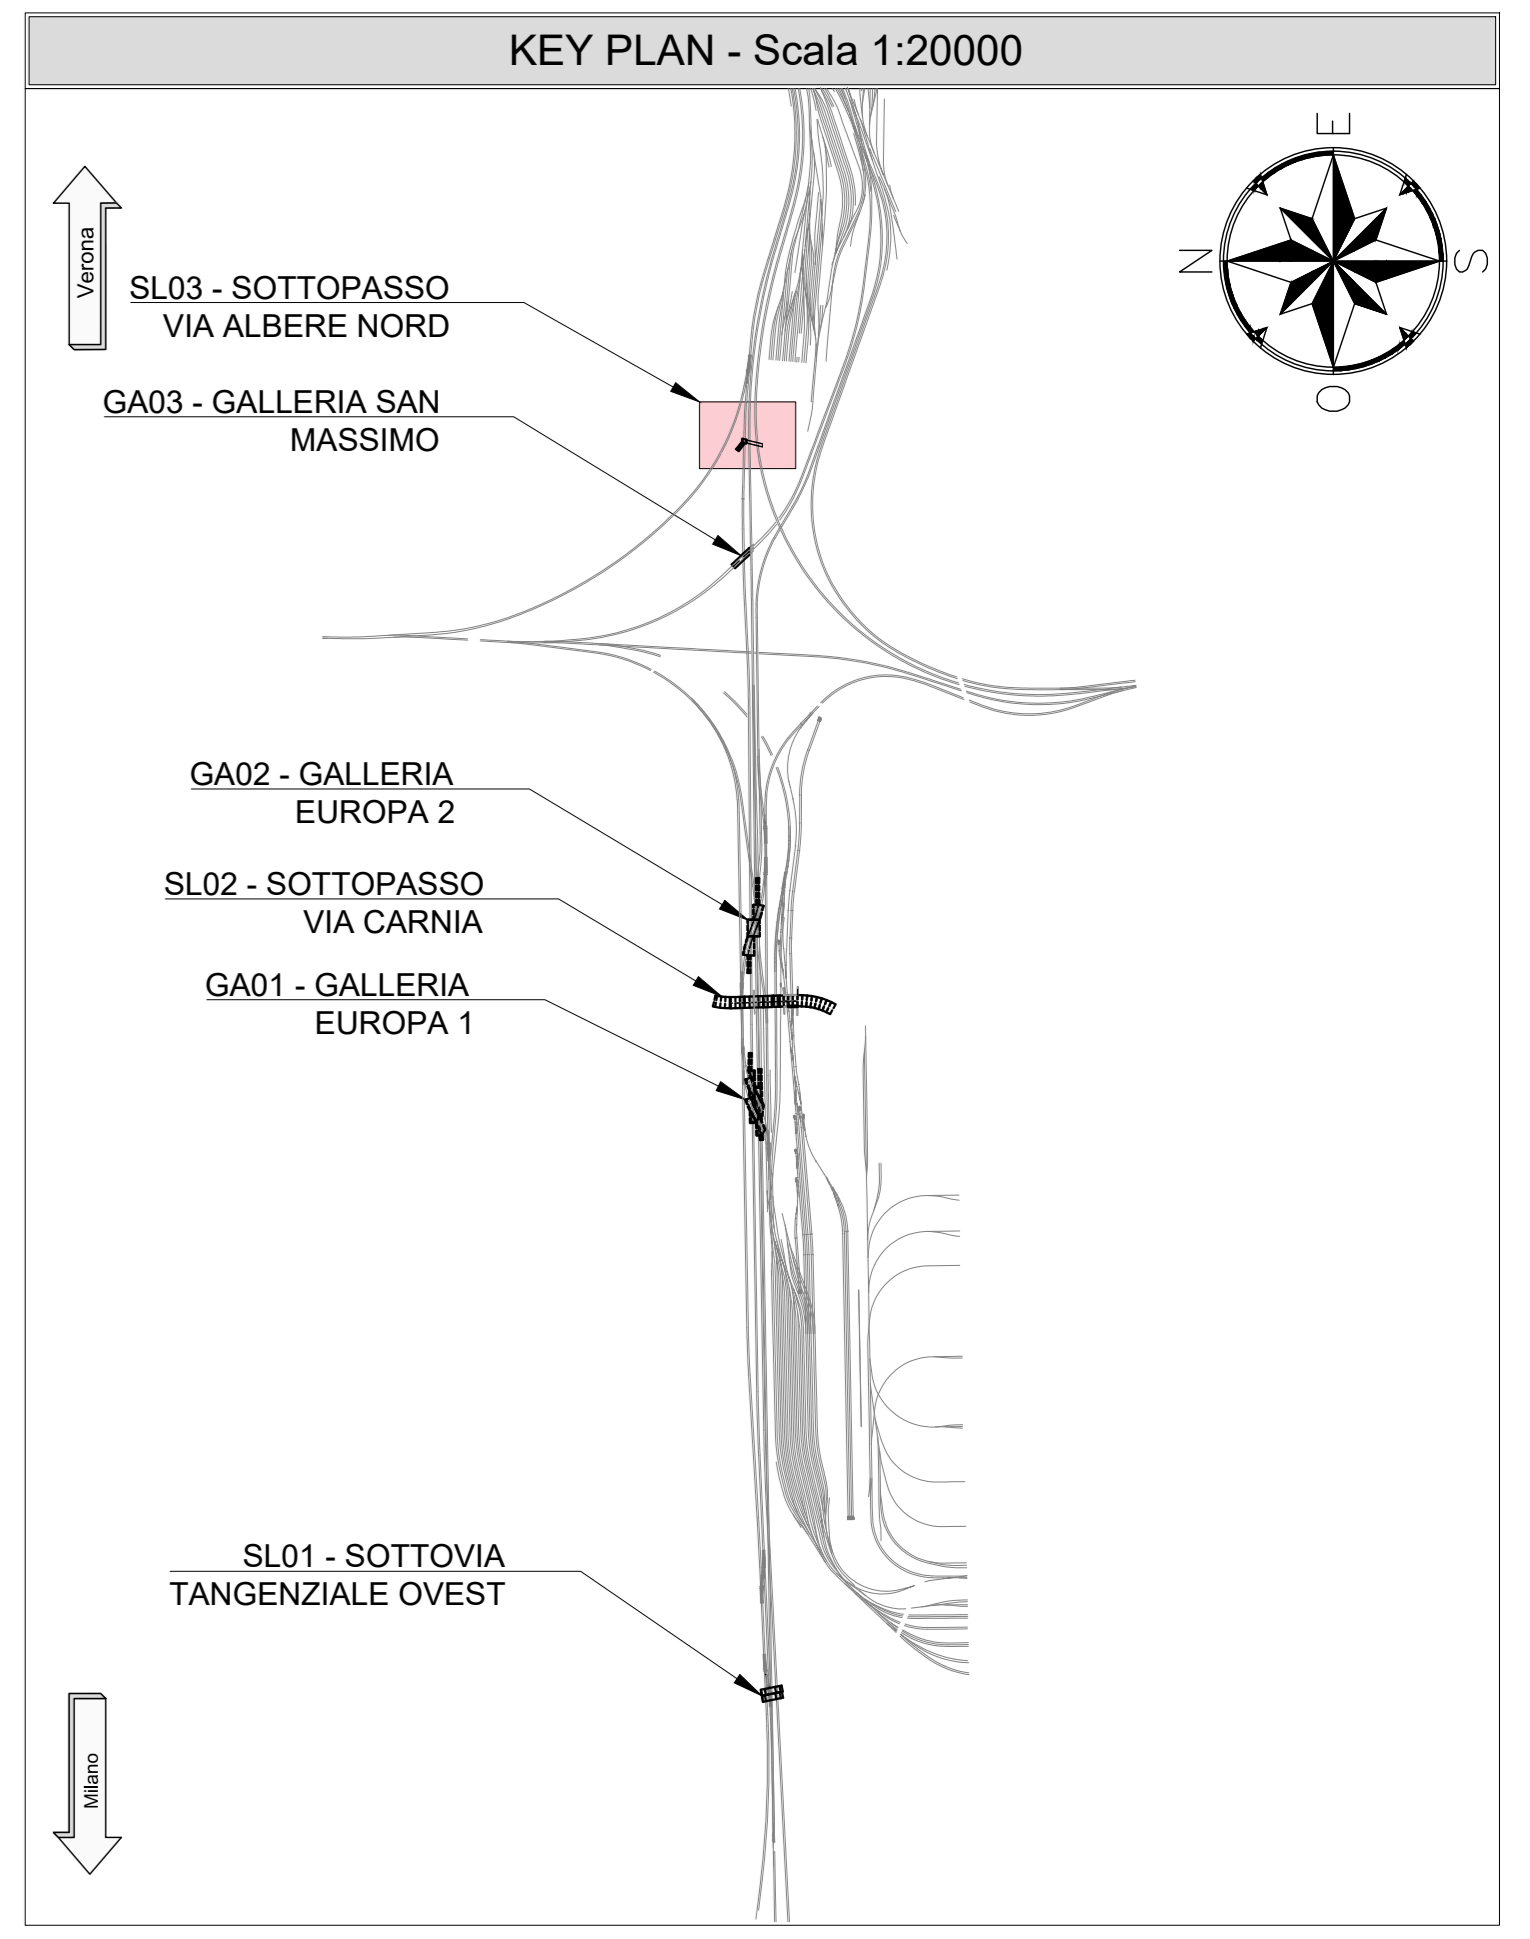 KEY PLAN - Scala 1:20000
E
N
S
O
Verona
SL03 - SOTTOPASSO
VIA ALBERE NORD
GA03 - GALLERIA SAN
MASSIMO
GA02 - GALLERIA
EUROPA 2
SL02 - SOTTOPASSO
VIA CARNIA
GA01 - GALLERIA
EUROPA 1
SL01 - SOTTOVIA
TANGENZIALE OVEST
Milano